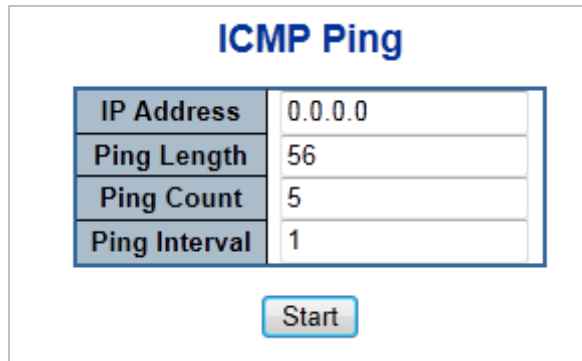 ICMP Ping
IP Address 0.0.0.0
Ping Length 56
Ping Count 5
Ping Interval 1
Start